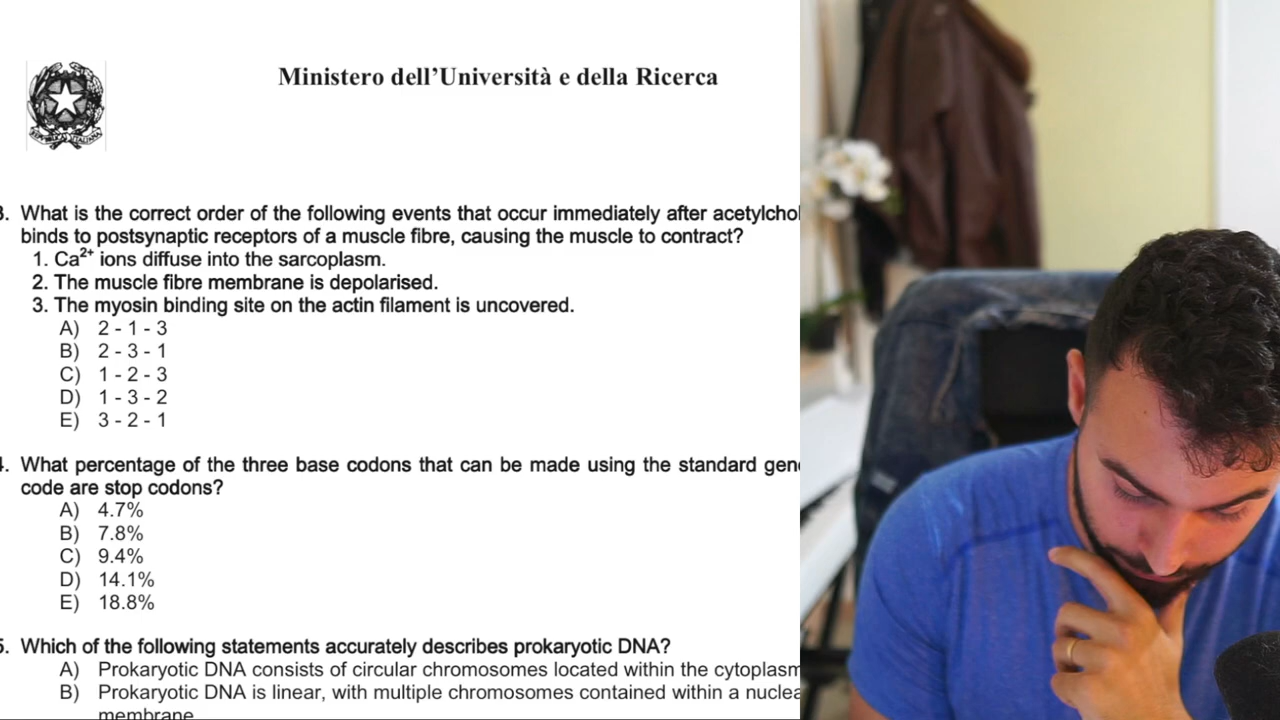 Ministero dell'Università e della Ricerca
3. What is the correct order of the following events that occur immediately after
binds to postsynaptic receptors of a muscle fibre, causing the muscle to contract?
1. Ca²⁺ ions diffuse into the sarcoplasm.
2. The muscle fibre membrane is depolarised.
3. The myosin binding site on the actin filament is uncovered.
A) 2 - 1 - 3
B) 2 - 3 - 1
C) 1 - 2 - 3
D) 1 - 3 - 2
E) 3 - 2 - 1
4. What percentage of the three base codons that can be made using the standard
code are stop codons?
A) 4.7%
B) 7.8%
C) 9.4%
D) 14.1%
E) 18.8%
5. Which of the following statements accurately describes prokaryotic DNA?
A) Prokaryotic DNA consists of circular chromosomes located within the cytoplasm
B) Prokaryotic DNA is linear, with multiple chromosomes contained within a
membrane